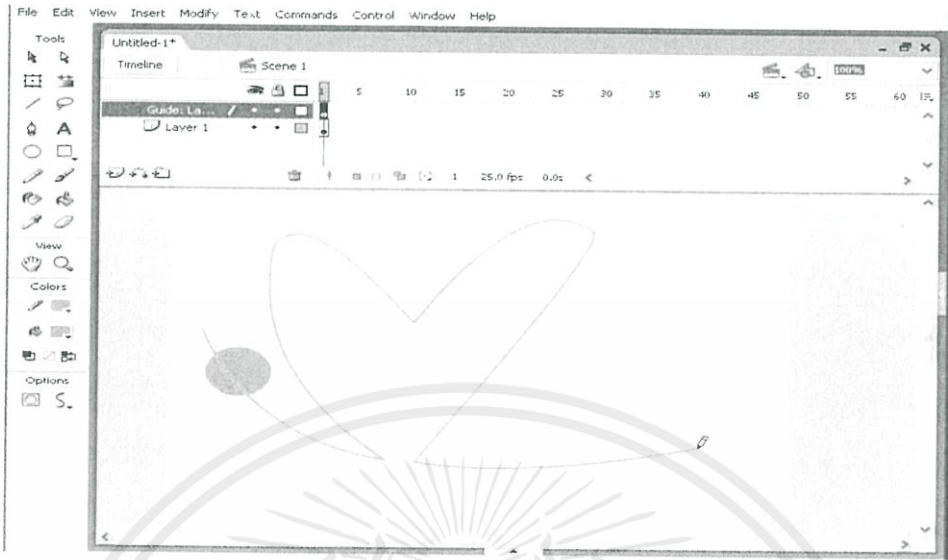 File Edit View Insert Modify Text Commands Control Window Help
Tools
View
Colors
Options
Untitled-1*
Timeline
Scene 1
100%
1 5 10 15 20 25 30 35 40 45 50 55 60
Guide: La...
Layer 1
1 25.0 fps 0.0s